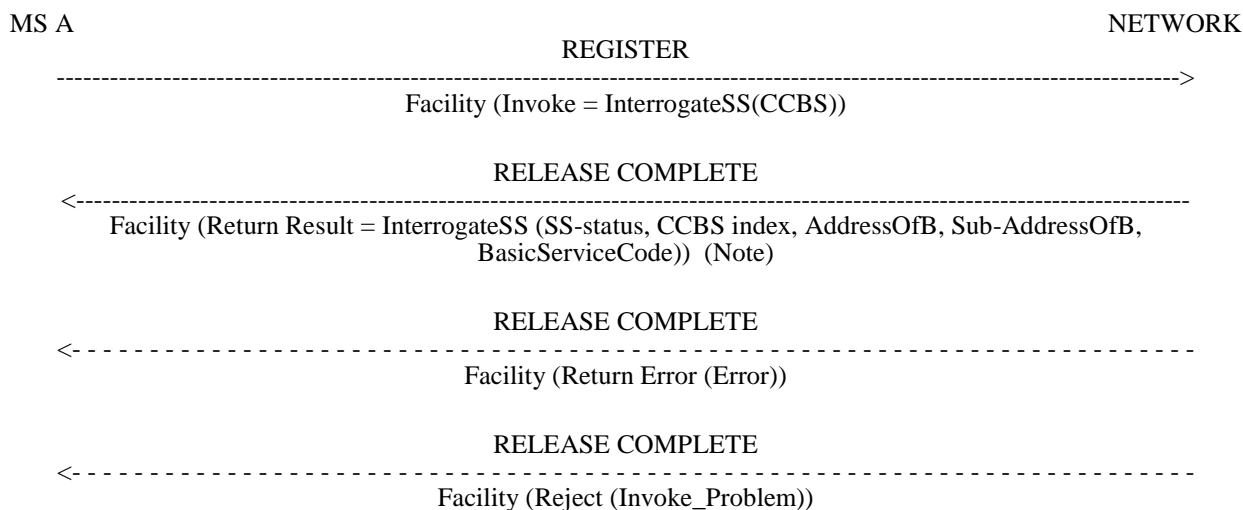 MS A NETWORK
REGISTER
------------------------------------------------------------------------------------------------------------------------------->
Facility (Invoke = InterrogateSS(CCBS))
RELEASE COMPLETE
<-------------------------------------------------------------------------------------------------------------------------------
Facility (Return Result = InterrogateSS (SS-status, CCBS index, AddressOfB, Sub-AddressOfB,
BasicServiceCode)) (Note)
RELEASE COMPLETE
<- - - - - - - - - - - - - - - - - - - - - - - - - - - - - - - - - - - - - - - - - - - - - - - - - - - - - - - - - - - - - - - - - - - - - - - -
Facility (Return Error (Error))
RELEASE COMPLETE
<- - - - - - - - - - - - - - - - - - - - - - - - - - - - - - - - - - - - - - - - - - - - - - - - - - - - - - - - - - - - - - - - - - - - - - - -
Facility (Reject (Invoke_Problem))